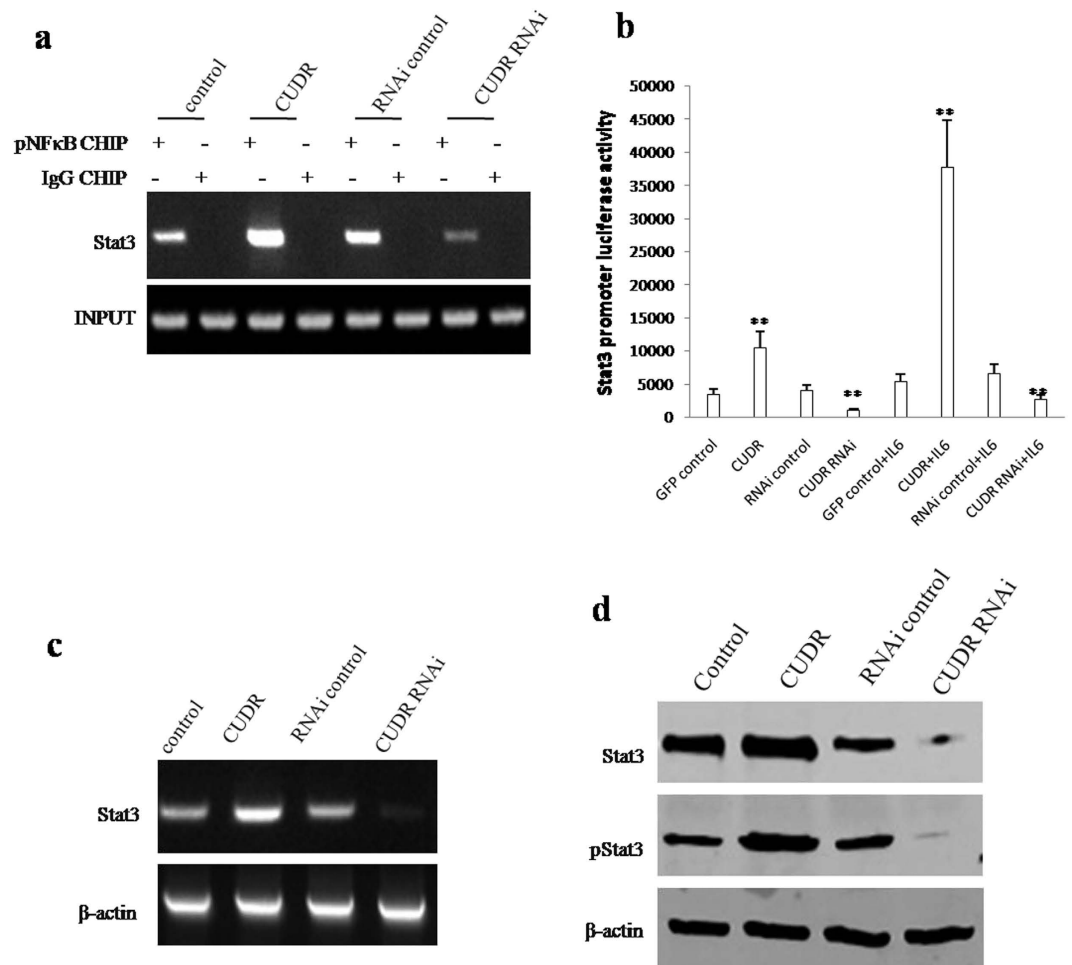 a
control CUDR RNAi control CUDR RNAi
pNFκB CHIP + - + - + - + -
IgG CHIP - + - + - + - +
Stat3
INPUT
b
Stat3 promoter luciferase activity
50000
45000
40000
35000
30000
25000
20000
15000
10000
5000
0
** ** ** **
GFP control CUDR RNAi control CUDR RNAi GFP control+IL6 CUDR+IL6 RNAi control+IL6 CUDR RNAi+IL6
c
control CUDR RNAi control CUDR RNAi
Stat3
β-actin
d
Control CUDR RNAi control CUDR RNAi
Stat3
pStat3
β-actin